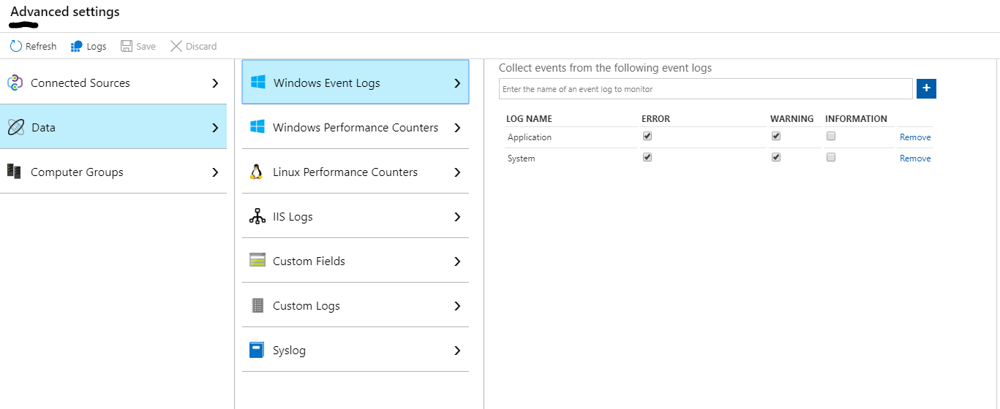 Advanced settings
Refresh Logs Save Discard
Connected Sources
Data
Computer Groups
Windows Event Logs
Windows Performance Counters
Linux Performance Counters
IIS Logs
Custom Fields
Custom Logs
Syslog
Collect events from the following event logs
Enter the name of an event log to monitor
LOG NAME ERROR WARNING INFORMATION
Application Remove
System Remove